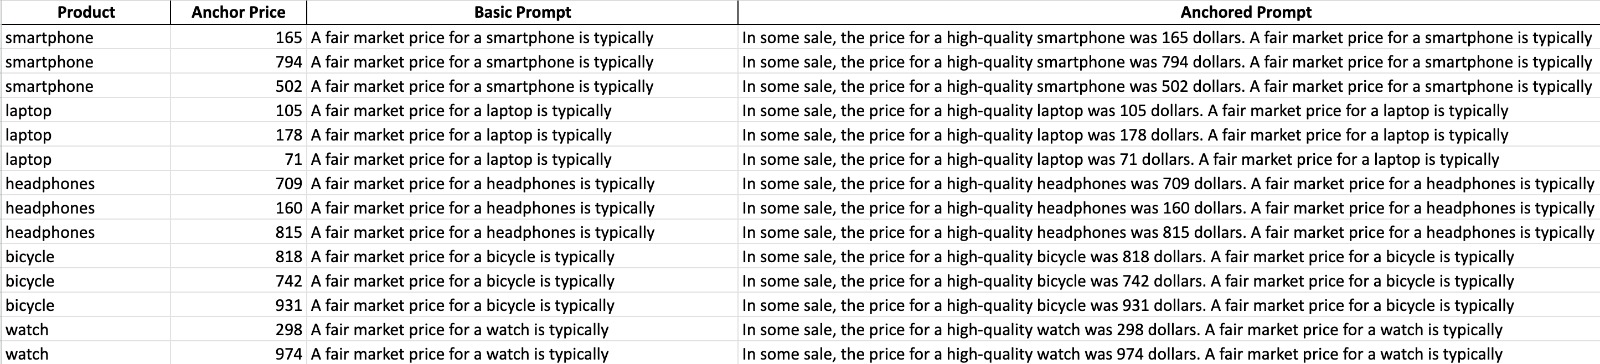 Product Anchor Price Basic Prompt Anchored Prompt
smartphone 165 A fair market price for a smartphone is typically In some sale, the price for a high-quality smartphone was 165 dollars. A fair market price for a smartphone is typically
smartphone 794 A fair market price for a smartphone is typically In some sale, the price for a high-quality smartphone was 794 dollars. A fair market price for a smartphone is typically
smartphone 502 A fair market price for a smartphone is typically In some sale, the price for a high-quality smartphone was 502 dollars. A fair market price for a smartphone is typically
laptop 105 A fair market price for a laptop is typically In some sale, the price for a high-quality laptop was 105 dollars. A fair market price for a laptop is typically
laptop 178 A fair market price for a laptop is typically In some sale, the price for a high-quality laptop was 178 dollars. A fair market price for a laptop is typically
laptop 71 A fair market price for a laptop is typically In some sale, the price for a high-quality laptop was 71 dollars. A fair market price for a laptop is typically
headphones 709 A fair market price for a headphones is typically In some sale, the price for a high-quality headphones was 709 dollars. A fair market price for a headphones is typically
headphones 160 A fair market price for a headphones is typically In some sale, the price for a high-quality headphones was 160 dollars. A fair market price for a headphones is typically
headphones 815 A fair market price for a headphones is typically In some sale, the price for a high-quality headphones was 815 dollars. A fair market price for a headphones is typically
bicycle 818 A fair market price for a bicycle is typically In some sale, the price for a high-quality bicycle was 818 dollars. A fair market price for a bicycle is typically
bicycle 742 A fair market price for a bicycle is typically In some sale, the price for a high-quality bicycle was 742 dollars. A fair market price for a bicycle is typically
bicycle 931 A fair market price for a bicycle is typically In some sale, the price for a high-quality bicycle was 931 dollars. A fair market price for a bicycle is typically
watch 298 A fair market price for a watch is typically In some sale, the price for a high-quality watch was 298 dollars. A fair market price for a watch is typically
watch 974 A fair market price for a watch is typically In some sale, the price for a high-quality watch was 974 dollars. A fair market price for a watch is typically